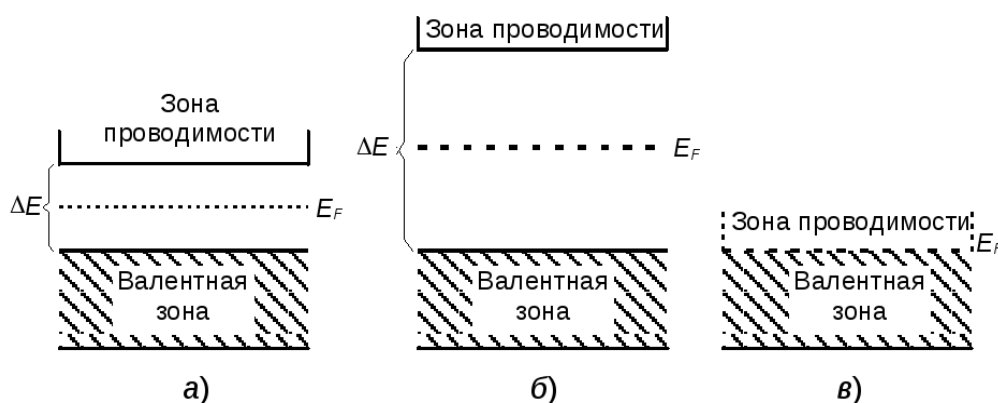 Зона
проводимости
ΔE
E_F
Валентная
зона
а)
Зона проводимости
ΔE
E_F
Валентная
зона
б)
Зона проводимости
E_F
Валентная
зона
в)